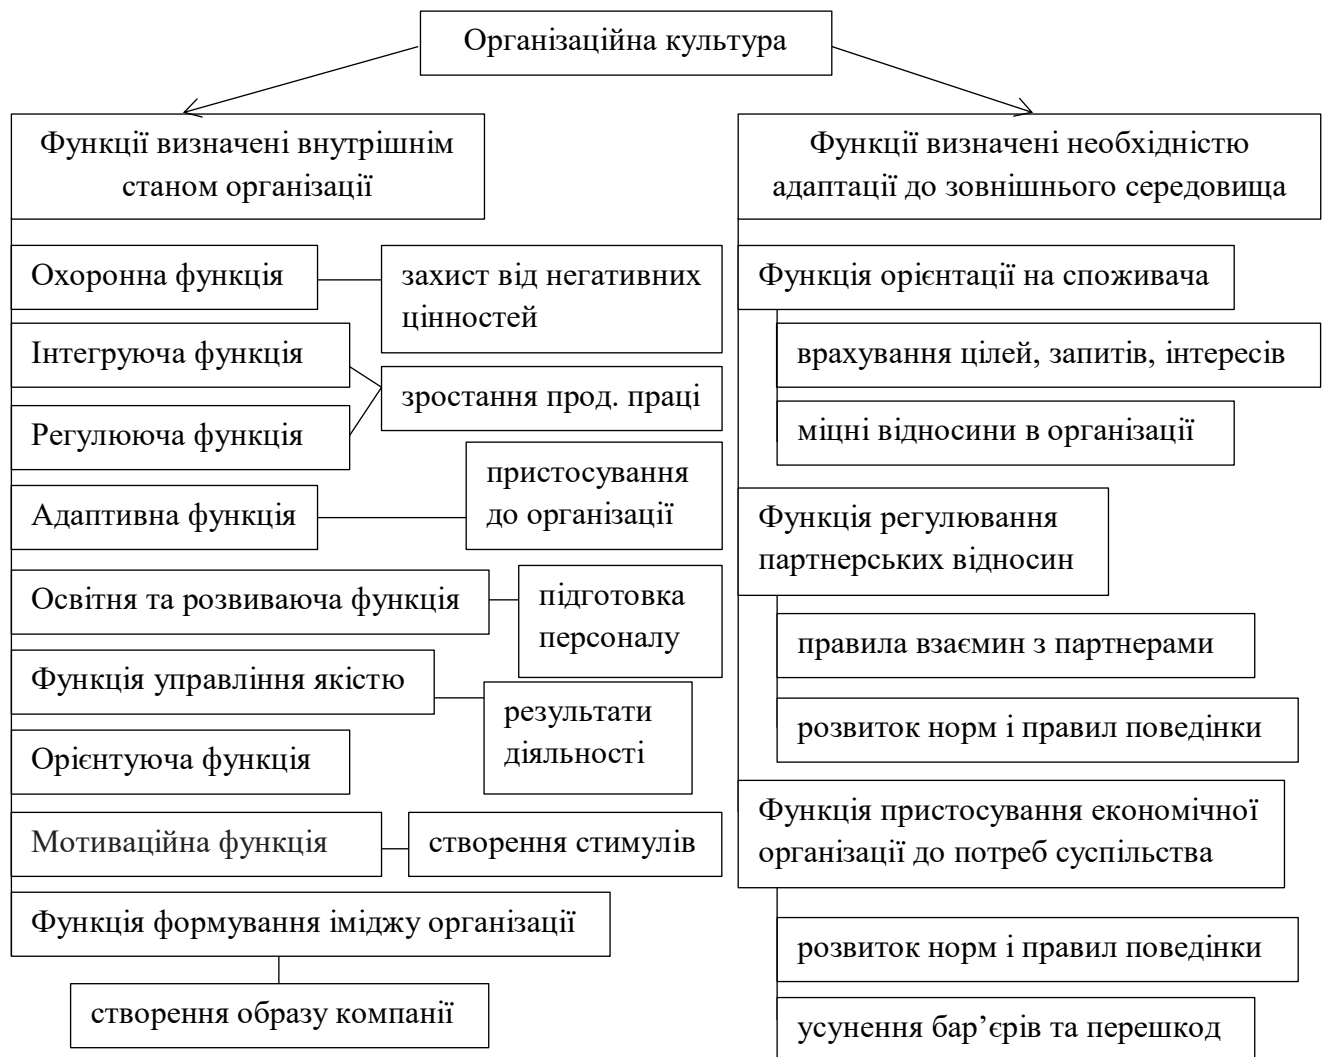 Організаційна культура
Функції визначені внутрішнім
станом організації
Охоронна функція
захист від негативних
цінностей
Інтегруюча функція
зростання прод. праці
Регулююча функція
Адаптивна функція
пристосування
до організації
Освітня та розвиваюча функція
підготовка
персоналу
Функція управління якістю
результати
діяльності
Орієнтуюча функція
Мотиваційна функція
створення стимулів
Функція формування іміджу організації
створення образу компанії
Функції визначені необхідністю
адаптації до зовнішнього середовища
Функція орієнтації на споживача
врахування цілей, запитів, інтересів
міцні відносини в організації
Функція регулювання
партнерських відносин
правила взаємин з партнерами
розвиток норм і правил поведінки
Функція пристосування економічної
організації до потреб суспільства
розвиток норм і правил поведінки
усунення бар’єрів та перешкод